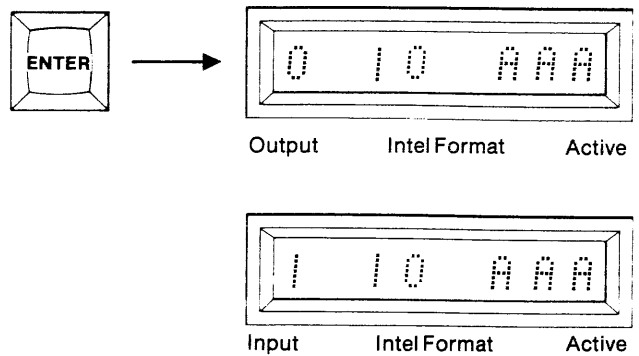 ENTER
0 10 AAA
Output Intel Format Active
1 10 AAA
Input Intel Format Active